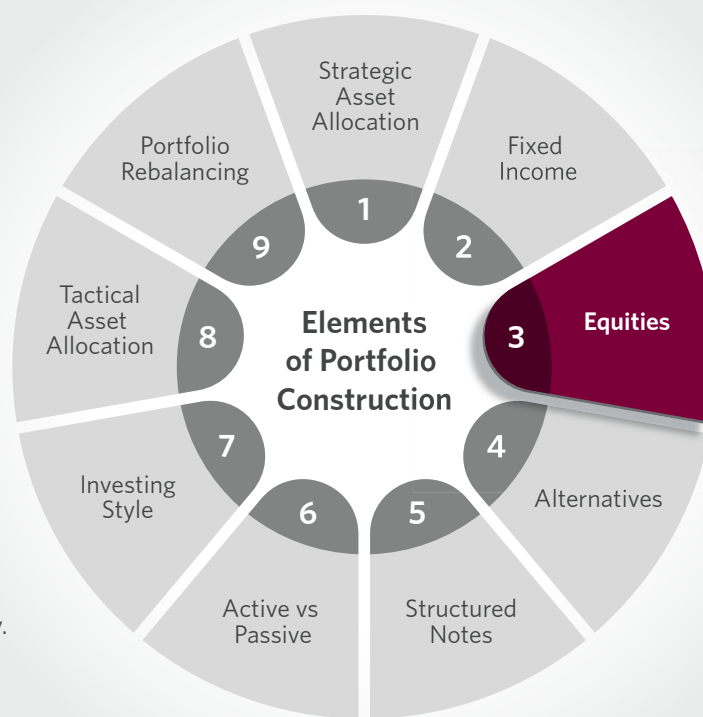 Elements
of Portfolio
Construction
1
Strategic
Asset
Allocation
2
Fixed
Income
3
Equities
4
Alternatives
5
Structured
Notes
6
Active vs
Passive
7
Investing
Style
8
Tactical
Asset
Allocation
9
Portfolio
Rebalancing